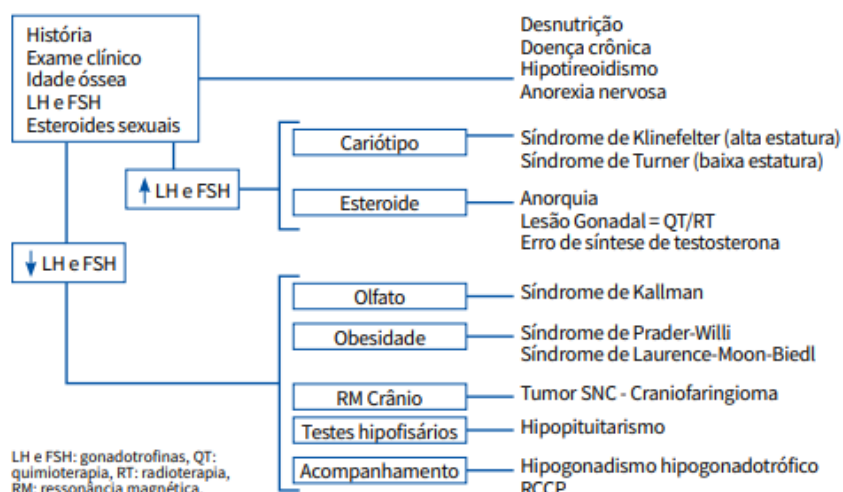 História
Exame clínico
Idade óssea
LH e FSH
Esteroides sexuais
Desnutrição
Doença crônica
Hipotireoidismo
Anorexia nervosa
↑ LH e FSH
Cariótipo
Síndrome de Klinefelter (alta estatura)
Síndrome de Turner (baixa estatura)
Esteroide
Anorquia
Lesão Gonadal = QT/RT
Erro de síntese de testosterona
↓ LH e FSH
Olfato
Síndrome de Kallman
Obesidade
Síndrome de Prader-Willi
Síndrome de Laurence-Moon-Biedl
RM Crânio
Tumor SNC - Craniofaringioma
Testes hipofisários
Hipopituitarismo
Acompanhamento
Hipogonadismo hipogonadotrófico
RCCP
LH e FSH: gonadotrofinas, QT:
quimioterapia, RT: radioterapia,
RM: ressonância magnética.